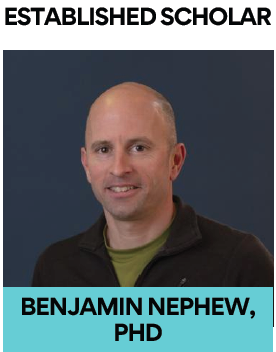 ESTABLISHED SCHOLAR
BENJAMIN NEPHEW,
PHD